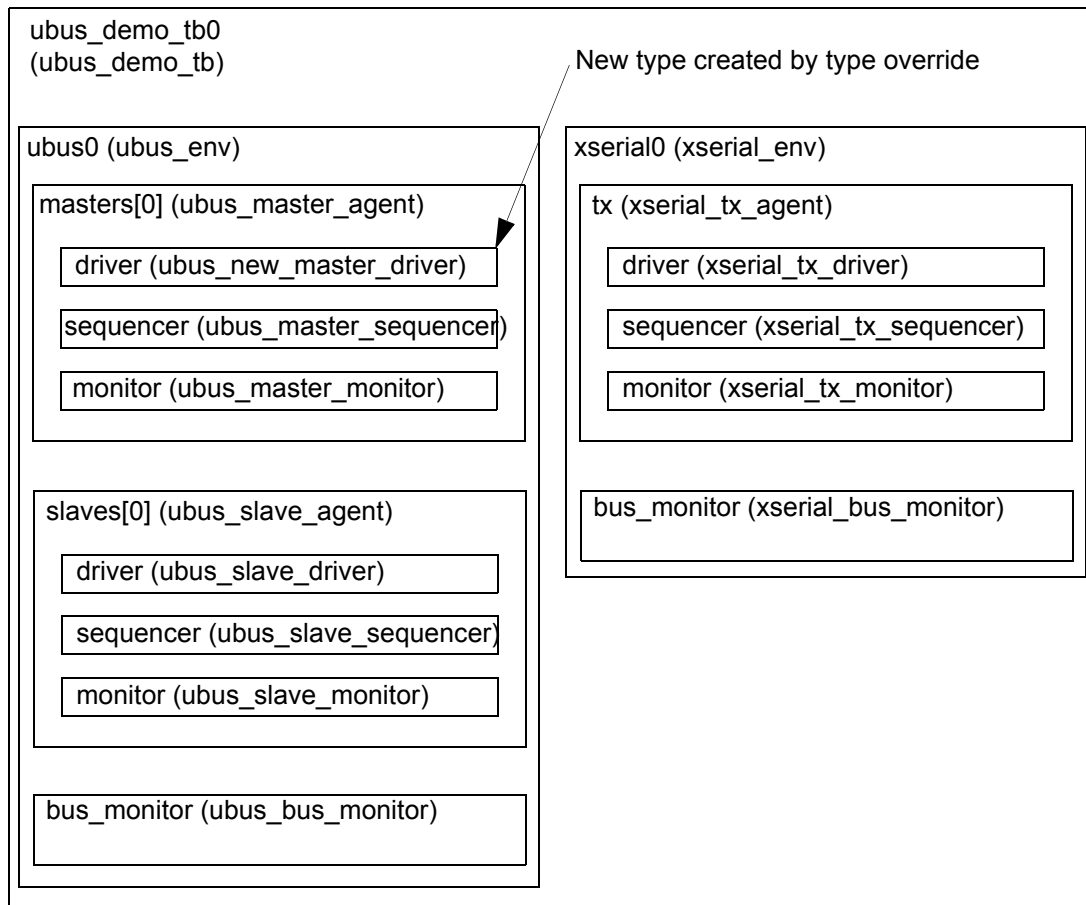 ubus_demo_tb0
(ubus_demo_tb)
New type created by type override
ubus0 (ubus_env)
masters[0] (ubus_master_agent)
driver (ubus_new_master_driver)
sequencer (ubus_master_sequencer)
monitor (ubus_master_monitor)
slaves[0] (ubus_slave_agent)
driver (ubus_slave_driver)
sequencer (ubus_slave_sequencer)
monitor (ubus_slave_monitor)
bus_monitor (ubus_bus_monitor)
xserial0 (xserial_env)
tx (xserial_tx_agent)
driver (xserial_tx_driver)
sequencer (xserial_tx_sequencer)
monitor (xserial_tx_monitor)
bus_monitor (xserial_bus_monitor)